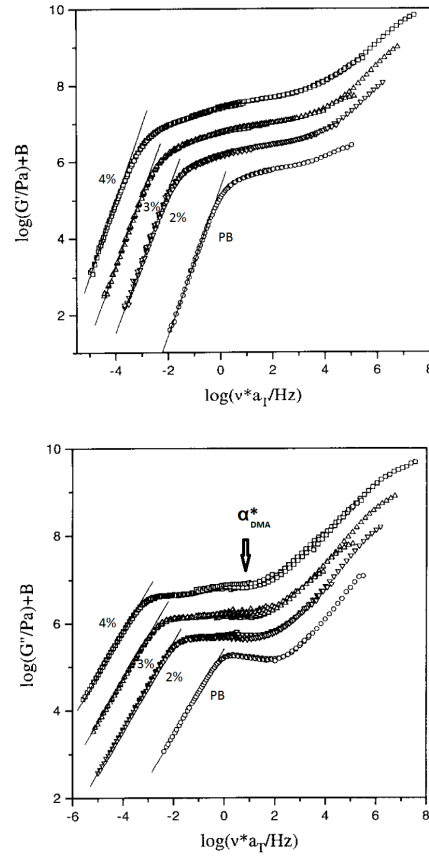 10
8
6
4
2
log(G'/Pa)+B
4%
3%
2%
PB
-4 -2 0 2 4 6 8
log(ν*a_T/Hz)
10
8
6
4
2
log(G''/Pa)+B
α*DMA
4%
3%
2%
PB
-6 -4 -2 0 2 4 6 8
log(ν*a_T/Hz)